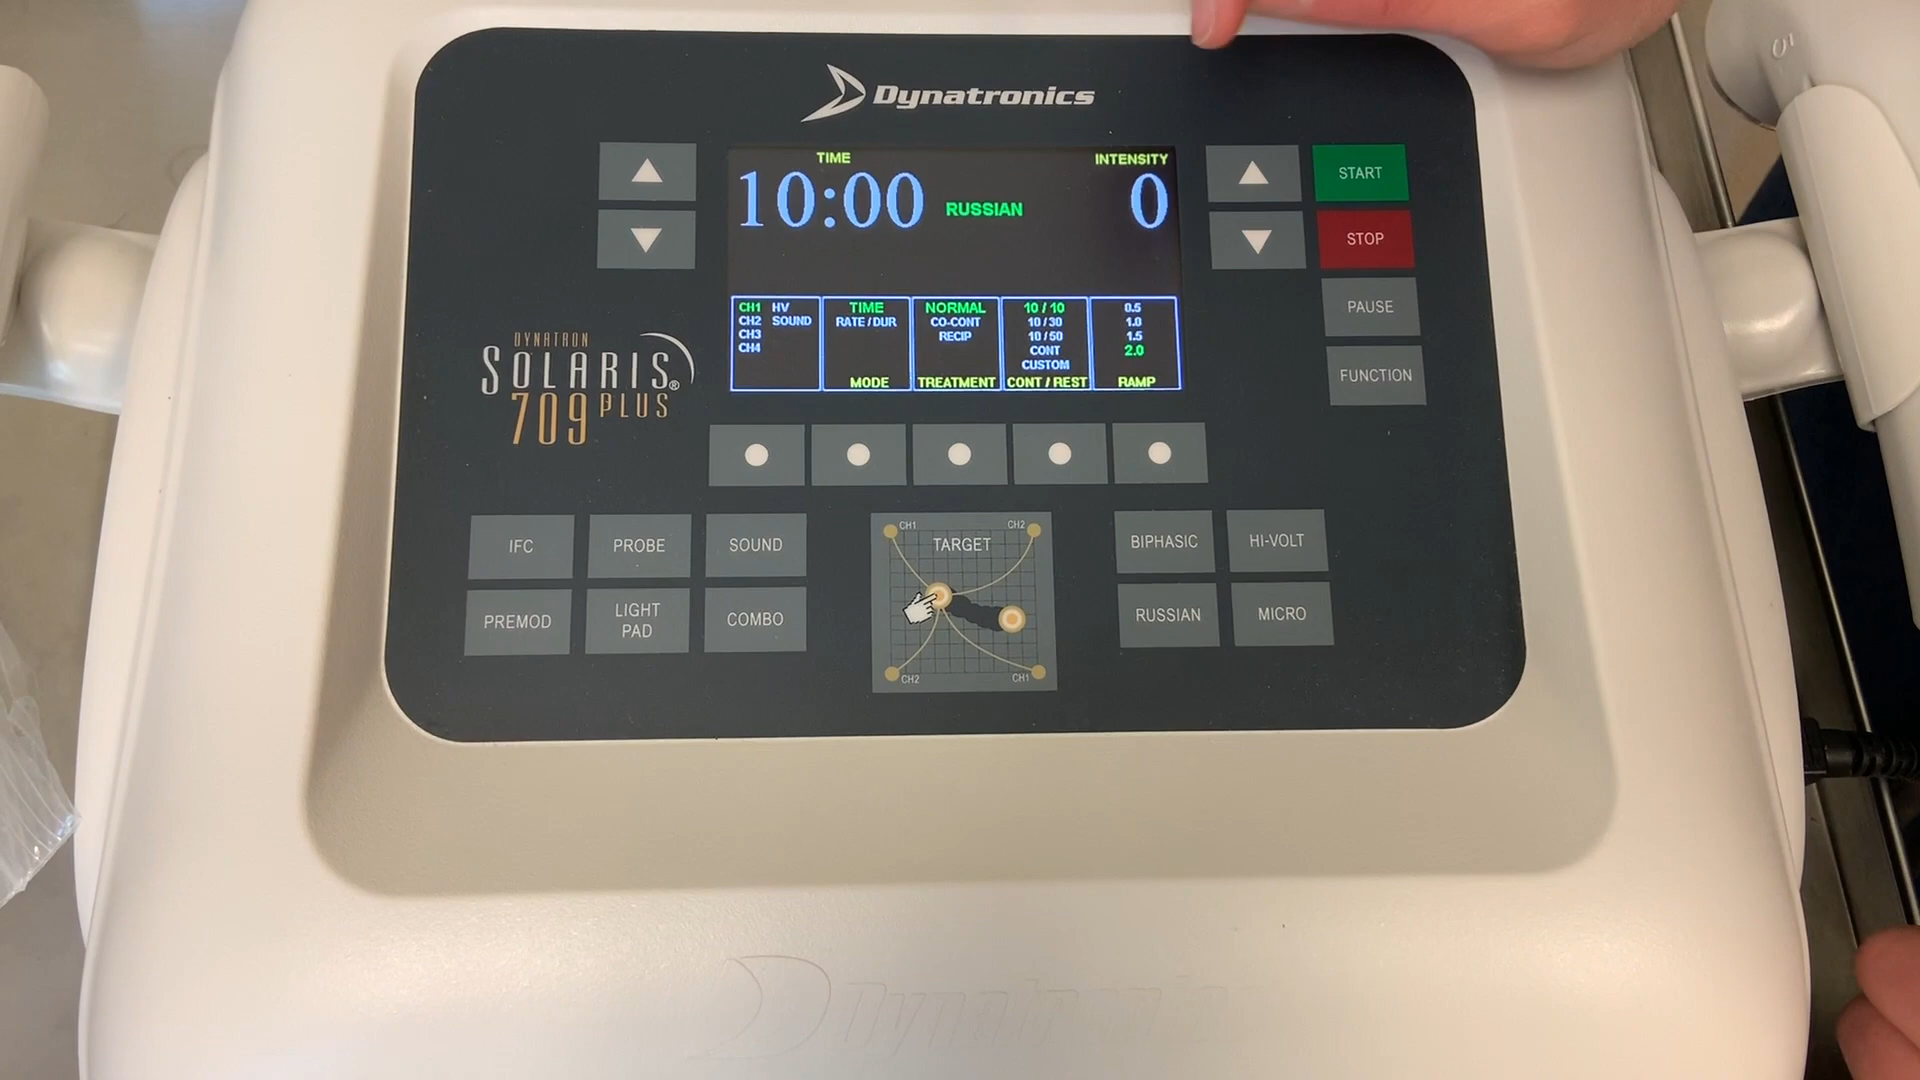 Dynatronics
TIME
INTENSITY
10:00
RUSSIAN
0
START
STOP
PAUSE
FUNCTION
CH1 HV
CH2 SOUND
CH3
CH4
TIME
RATE / DUR
MODE
NORMAL
CO-CONT
RECIP
TREATMENT
10 / 10
10 / 30
10 / 50
CONT
CUSTOM
CONT / REST
0.5
1.0
1.5
2.0
RAMP
DYNATRON
SOLARIS®
709 PLUS
IFC
PROBE
SOUND
PREMOD
LIGHT
PAD
COMBO
CH1
CH2
TARGET
CH2
CH1
BIPHASIC
HI-VOLT
RUSSIAN
MICRO
Dynatronics